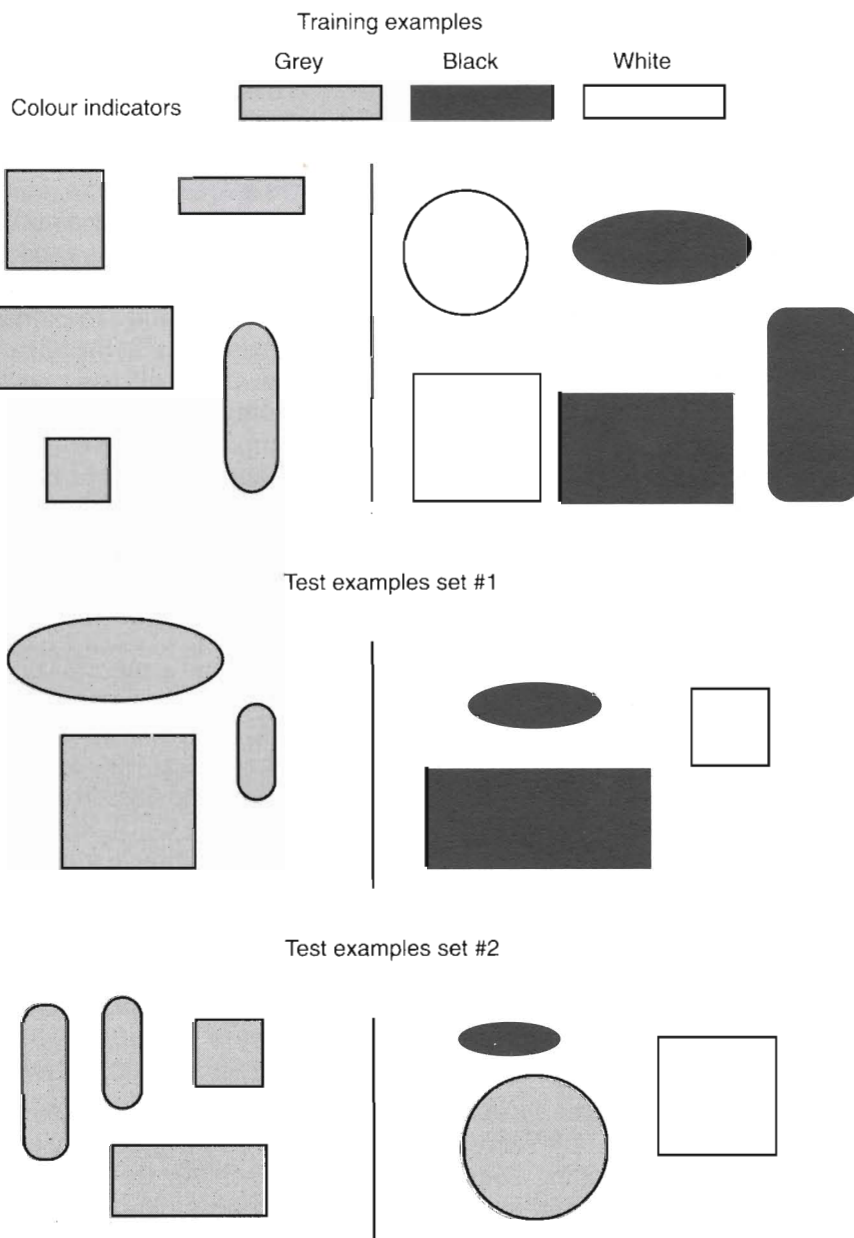 Training examples
Grey Black White
Colour indicators
Test examples set #1
Test examples set #2